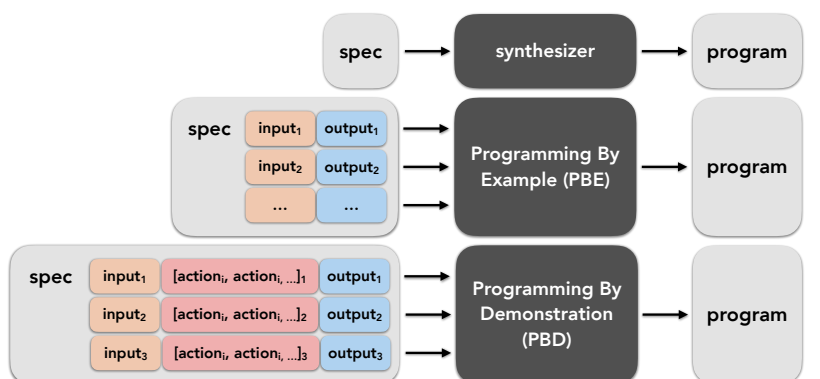 spec synthesizer program
spec input₁ output₁
input₂ output₂
... ...
Programming By
Example (PBE)
program
spec input₁ [actionᵢ, actionᵢ, ...]₁ output₁
input₂ [actionᵢ, actionᵢ, ...]₂ output₂
input₃ [actionᵢ, actionᵢ, ...]₃ output₃
Programming By
Demonstration
(PBD)
program